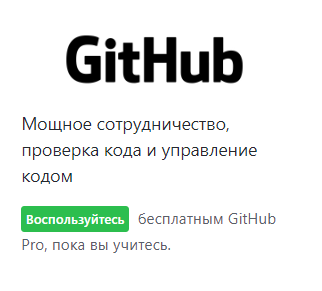 GitHub
Мощное сотрудничество,
проверка кода и управление
кодом
Воспользуйтесь бесплатным GitHub
Pro, пока вы учитесь.